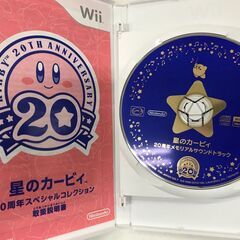 Wii
KIRBY 20TH ANNIVERSARY
20
星のカービィ
20周年スペシャルコレクション
取扱説明書
Nintendo
星のカービィ
20周年メモリアルサウンドトラック
20
Nintendo